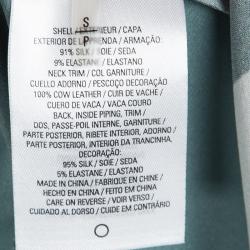 S
P
SHELL / EXTERIEUR / CAPA
EXTERIOR DE LA PRENDA / ARMAÇÃO:
91% SILK / SOIE / SEDA
9% ELASTANE / ELASTHANNE
NECK TRIM / COL GARNITURE /
CUELLO ADORNO / PESCOÇO DECORAÇÃO
100% COW LEATHER / CUIR DE VACHE /
CUERO DE VACA / VACA COURO
BACK, INSIDE PIPING, TRIM /
DOS, PASSE-POIL INTERNE, GARNITURE /
PARTE POSTERIOR, RIBETE INTERIOR, ADORNO /
PARTE POSTERIOR, INTERIOR DA TRANCINHA,
DECORAÇÃO:
95% SILK / SOIE / SEDA
5% ELASTANE / ELASTANO
MADE IN CHINA / FABRIQUE EN CHINE /
HECHO EN CHINA / FEITO EM CHINA
CARE ON REVERSE / VOIR VERSO /
CUIDADO AL DORSO / CUIDE EM CONTRÁRIO